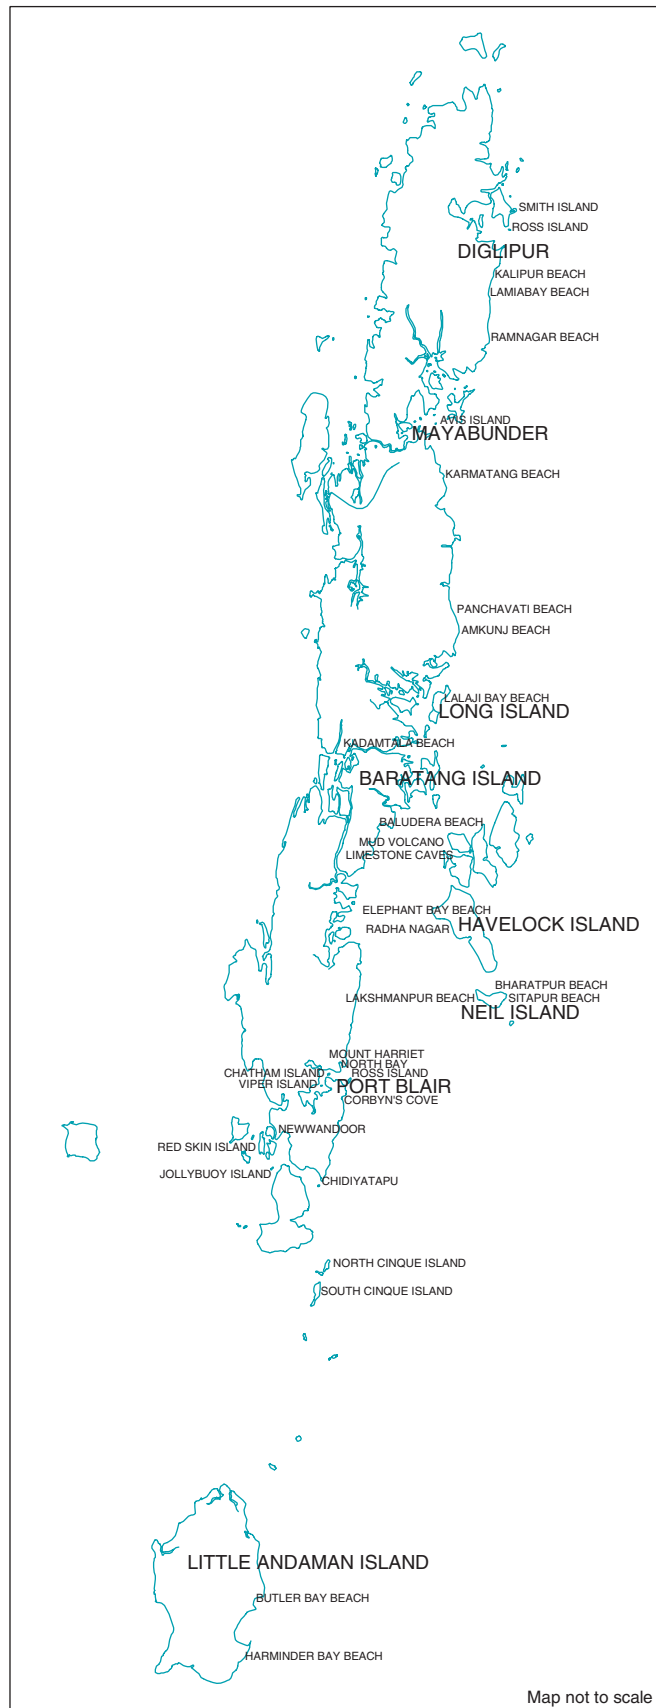 SMITH ISLAND
ROSS ISLAND
DIGLIPUR
KALIPUR BEACH
LAMIABAY BEACH
RAMNAGAR BEACH
AVIS ISLAND
MAYABUNDER
KARMATANG BEACH
PANCHAVATI BEACH
AMKUNJ BEACH
LALAJI BAY BEACH
LONG ISLAND
KADAMTALA BEACH
BARATANG ISLAND
BALUDERA BEACH
MUD VOLCANO
LIMESTONE CAVES
ELEPHANT BAY BEACH
HAVELOCK ISLAND
RADHA NAGAR
BHARATPUR BEACH
LAKSHMANPUR BEACH
SITAPUR BEACH
NEIL ISLAND
MOUNT HARRIET
NORTH BAY
CHATHAM ISLAND
ROSS ISLAND
VIPER ISLAND
PORT BLAIR
CORBYN'S COVE
NEWWANDOOR
RED SKIN ISLAND
JOLLYBUOY ISLAND
CHIDIYATAPU
NORTH CINQUE ISLAND
SOUTH CINQUE ISLAND
LITTLE ANDAMAN ISLAND
BUTLER BAY BEACH
HARMINDER BAY BEACH
Map not to scale